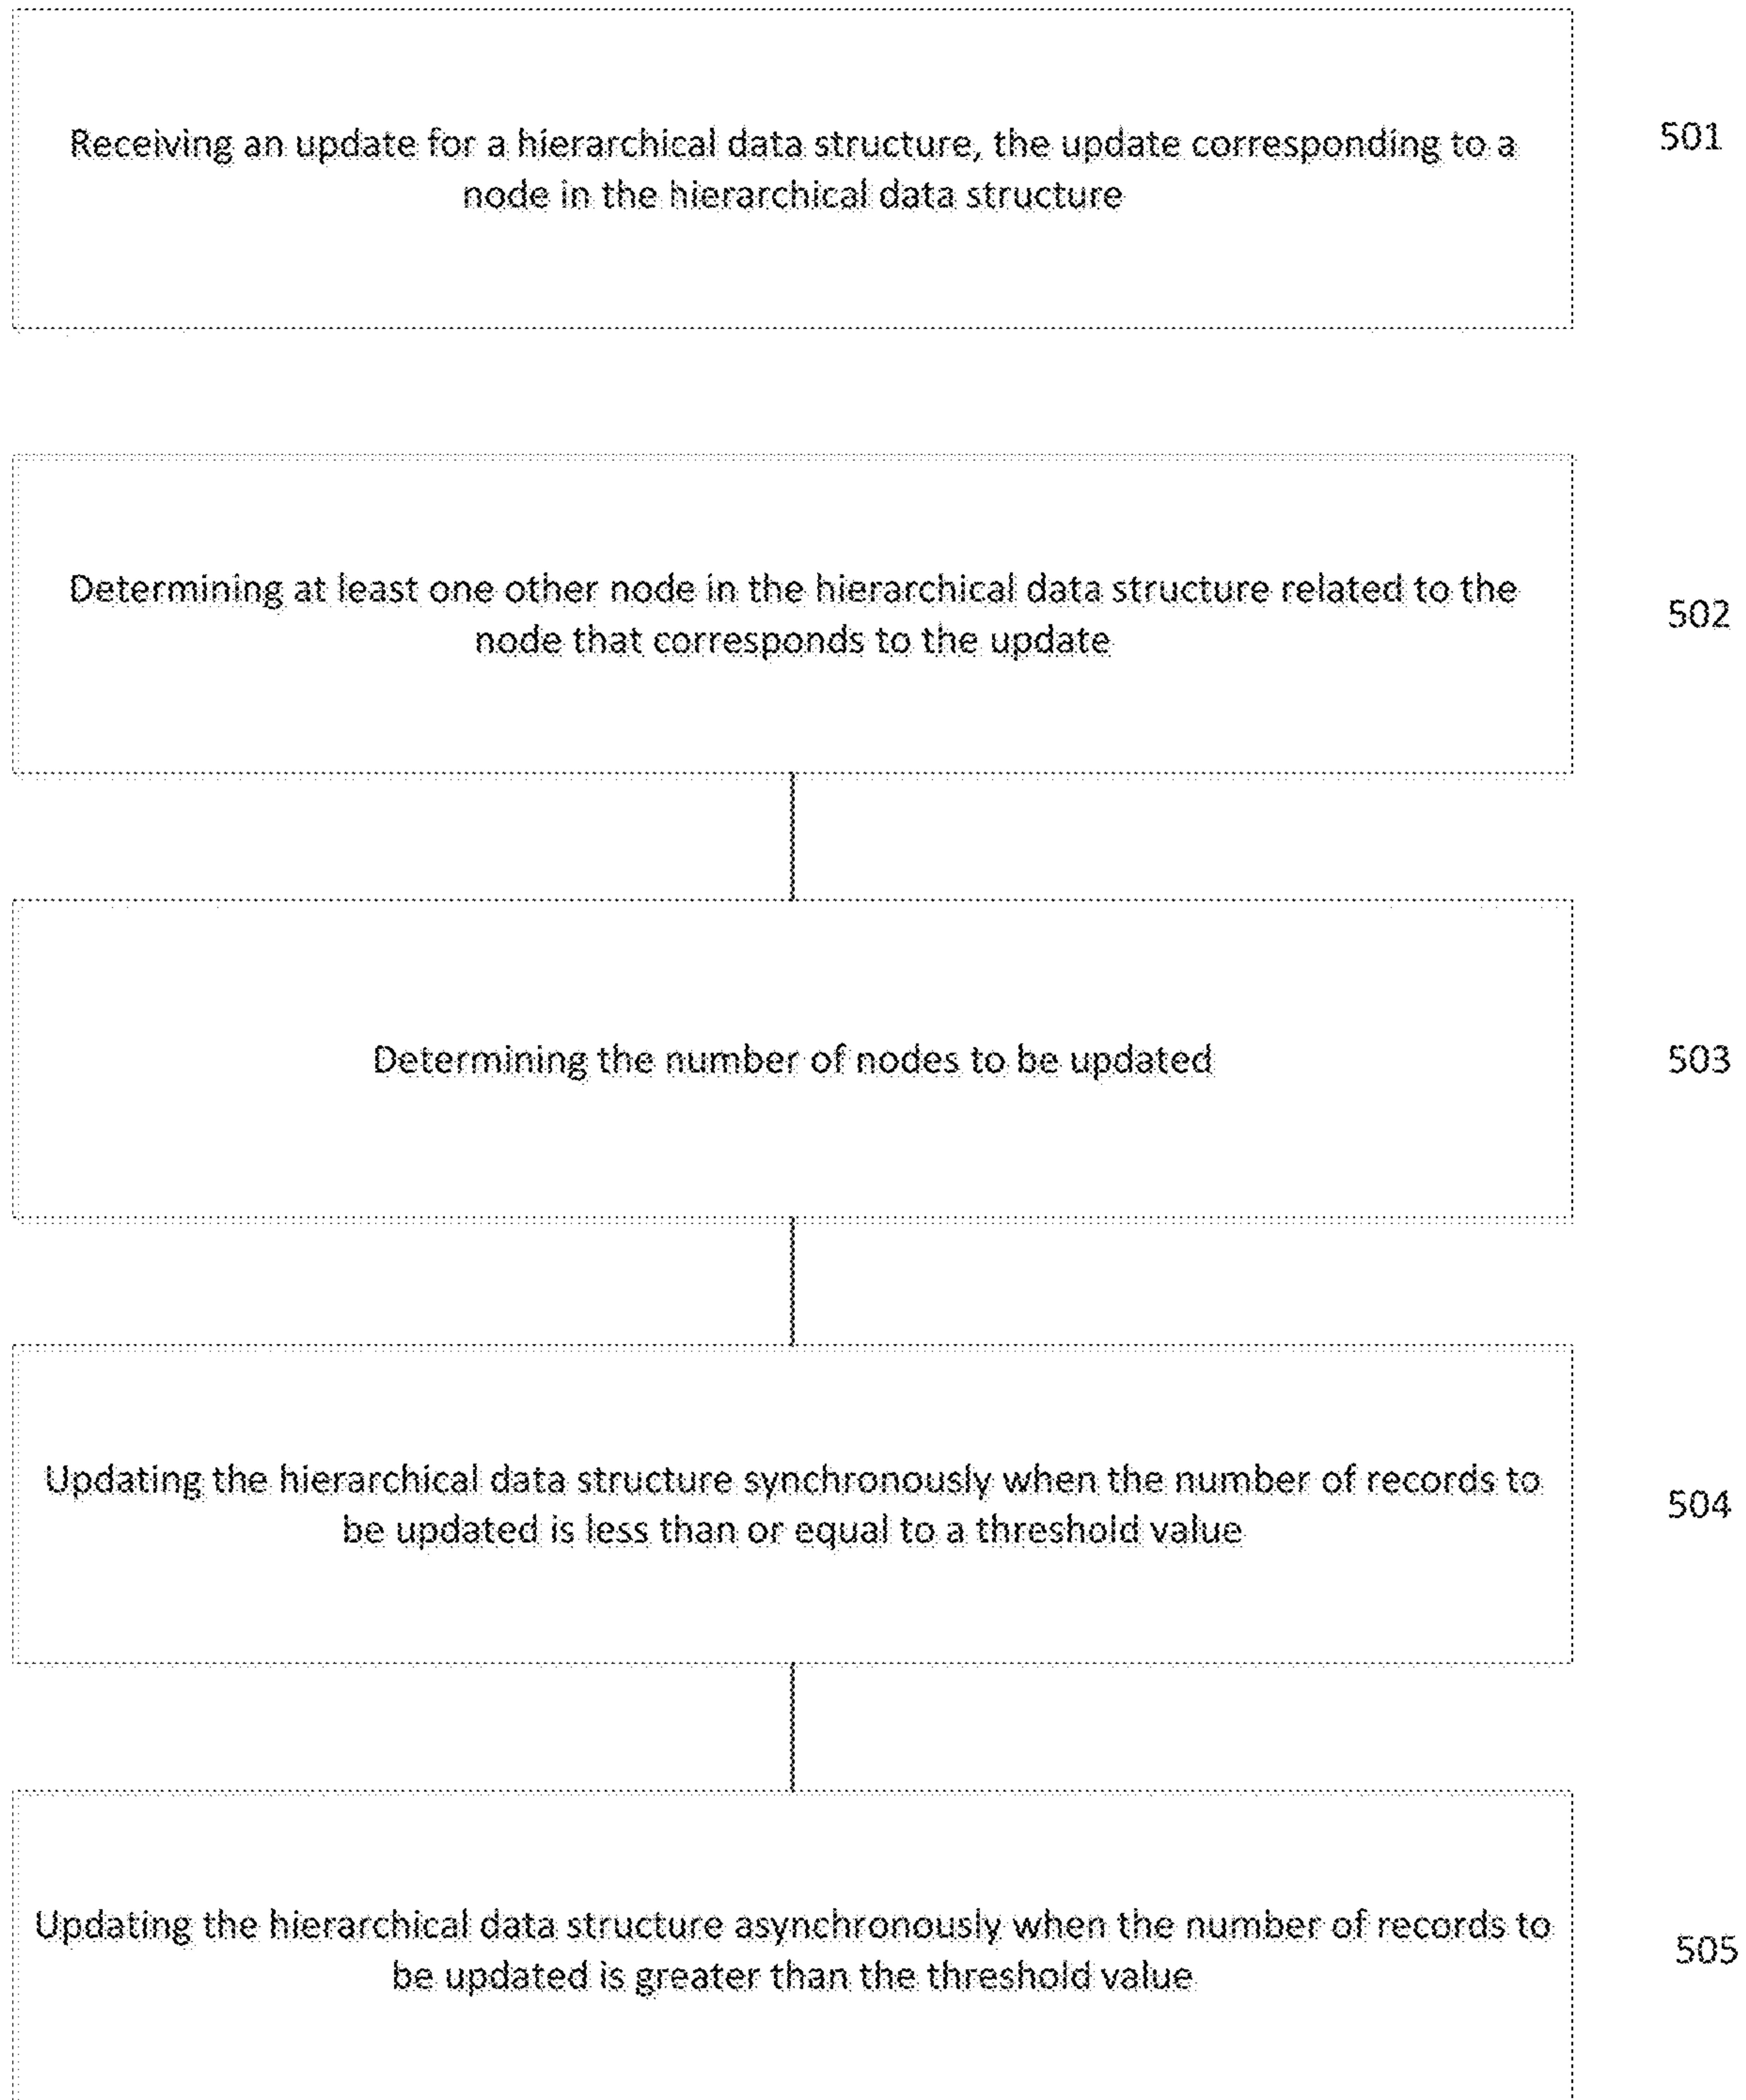 Receiving an update for a hierarchical data structure, the update corresponding to a
node in the hierarchical data structure
501
Determining at least one other node in the hierarchical data structure related to the
node that corresponds to the update
502
Determining the number of nodes to be updated
503
Updating the hierarchical data structure synchronously when the number of records to
be updated is less than or equal to a threshold value
504
Updating the hierarchical data structure asynchronously when the number of records to
be updated is greater than the threshold value
505